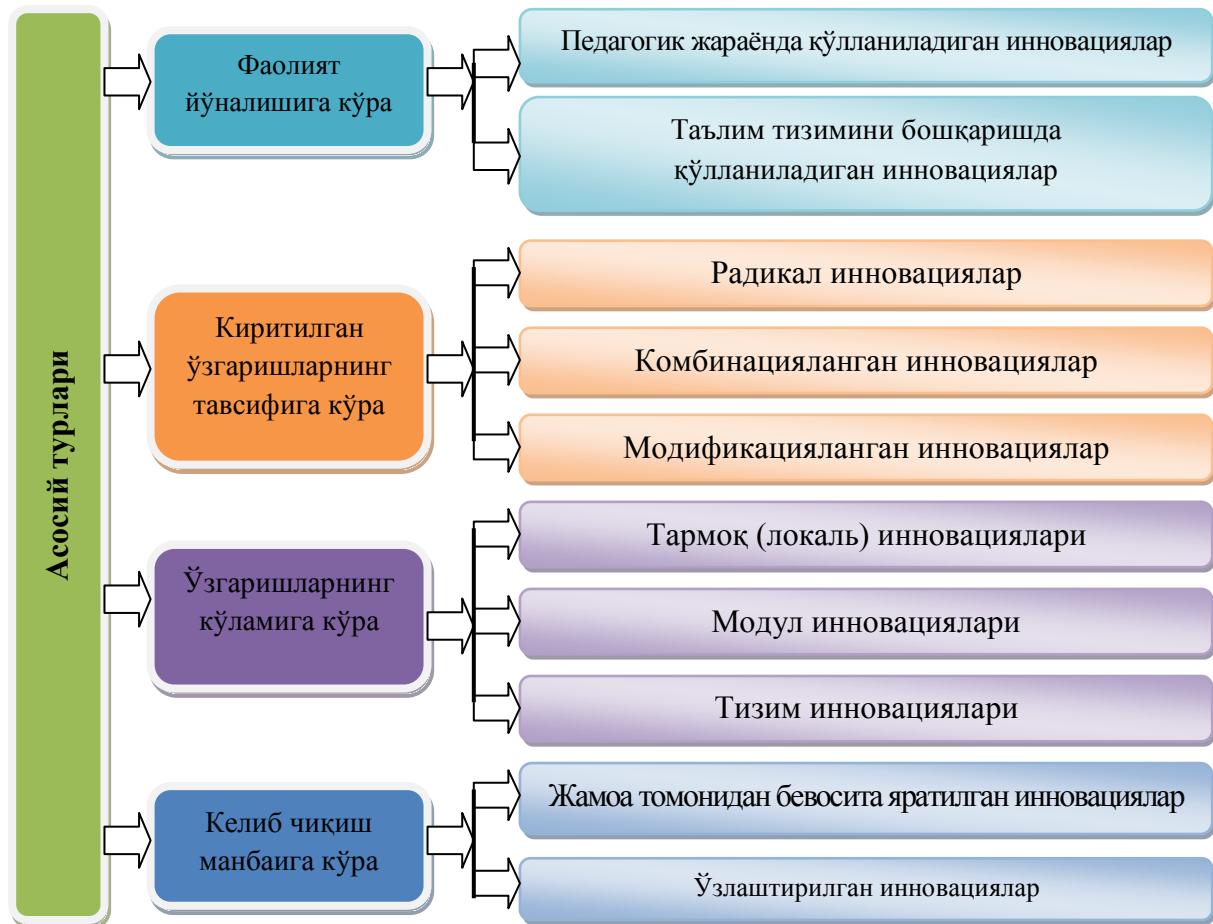 Асосий турлари
Фаолият
йўналишига кўра
Педагогик жараёнда қўлланиладиган инновациялар
Таълим тизимини бошқаришда
қўлланиладиган инновациялар
Киритилган
ўзгаришларнинг
тавсифига кўра
Радикал инновациялар
Комбинацияланган инновациялар
Модификацияланган инновациялар
Ўзгаришларнинг
кўламига кўра
Тармоқ (локаль) инновациялари
Модул инновациялари
Тизим инновациялари
Келиб чиқиш
манбаига кўра
Жамоа томонидан бевосита яратилган инновациялар
Ўзлаштирилган инновациялар